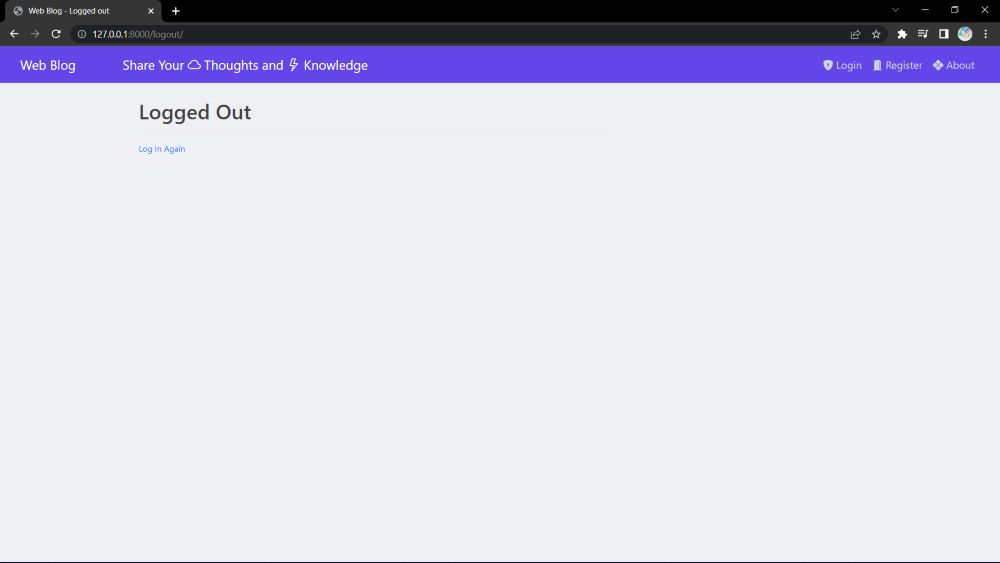 Web Blog - Logged out
127.0.0.1:8000/logout/
Web Blog Share Your Thoughts and Knowledge Login Register About
Logged Out
Log In Again